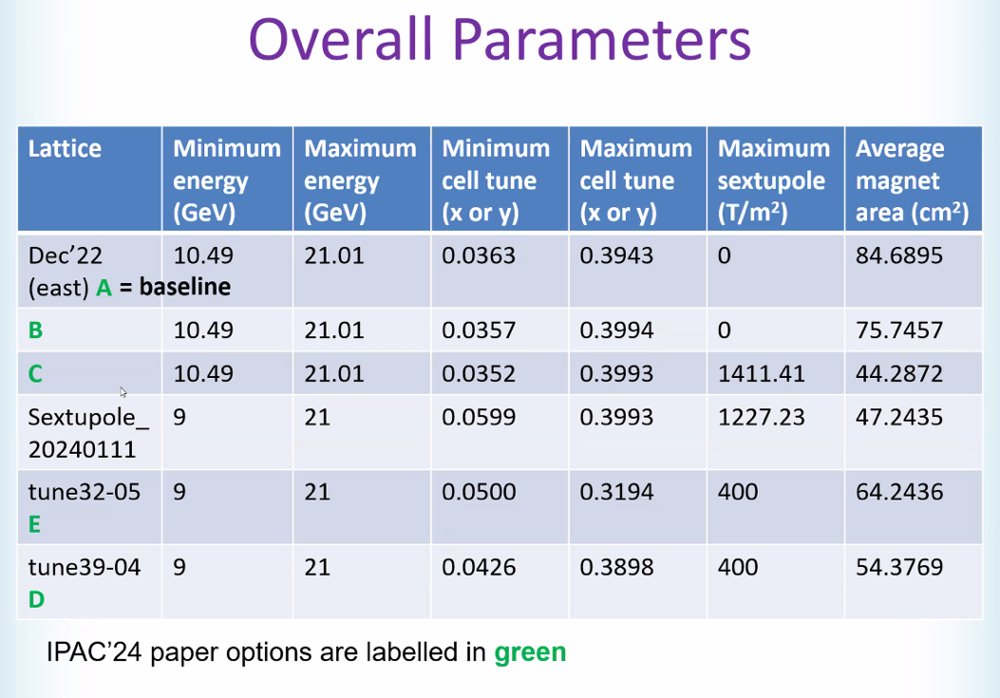 Overall Parameters
Lattice Minimum energy (GeV) Maximum energy (GeV) Minimum cell tune (x or y) Maximum cell tune (x or y) Maximum sextupole (T/m²) Average magnet area (cm²)
Dec’22 (east) A = baseline 10.49 21.01 0.0363 0.3943 0 84.6895
B 10.49 21.01 0.0357 0.3994 0 75.7457
C 10.49 21.01 0.0352 0.3993 1411.41 44.2872
Sextupole_20240111 9 21 0.0599 0.3993 1227.23 47.2435
tune32-05 E 9 21 0.0500 0.3194 400 64.2436
tune39-04 D 9 21 0.0426 0.3898 400 54.3769
IPAC’24 paper options are labelled in green